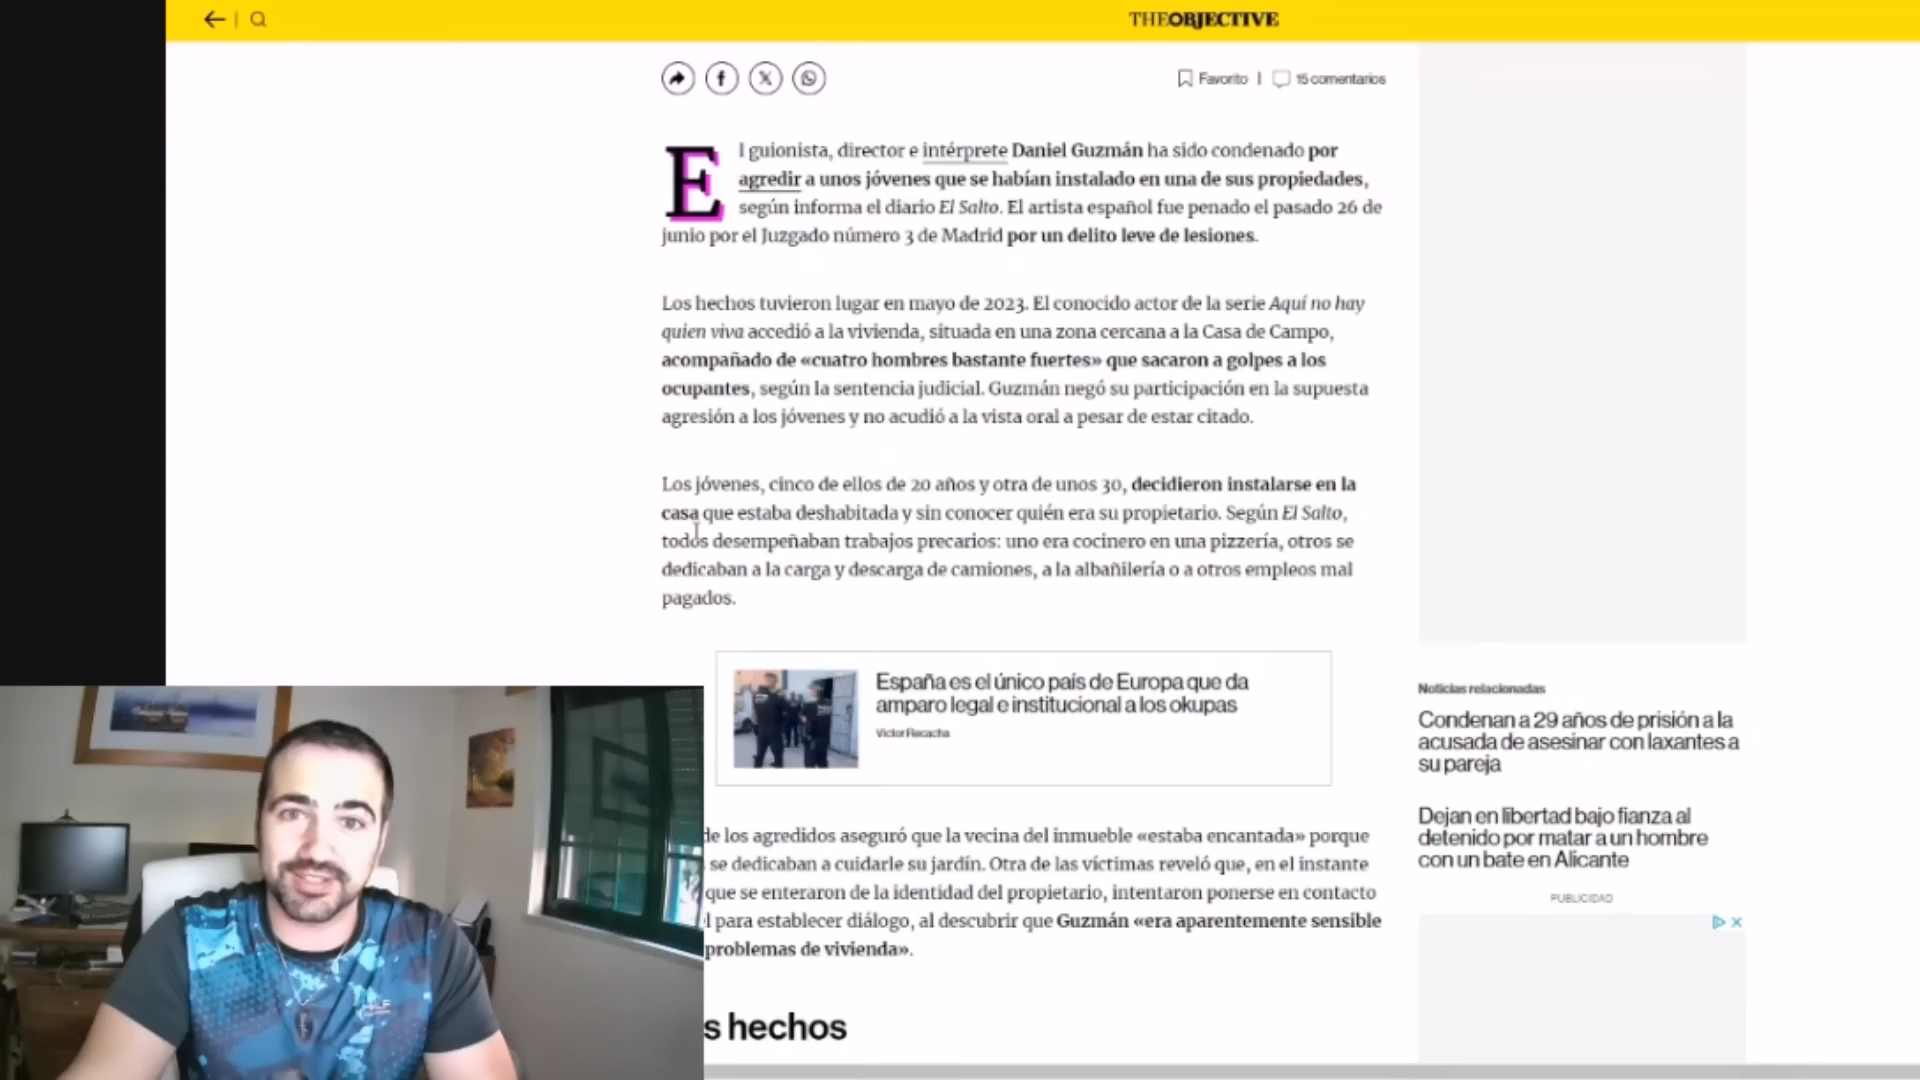 THEOBJECTIVE
Favorito | 15 comentarios
El guionista, director e intérprete Daniel Guzmán ha sido condenado por
agredir a unos jóvenes que se habían instalado en una de sus propiedades,
según informa el diario El Salto. El artista español fue penado el pasado 26 de
junio por el Juzgado número 3 de Madrid por un delito leve de lesiones.
Los hechos tuvieron lugar en mayo de 2023. El conocido actor de la serie Aquí no hay
quien viva accedió a la vivienda, situada en una zona cercana a la Casa de Campo,
acompañado de «cuatro hombres bastante fuertes» que sacaron a golpes a los
ocupantes, según la sentencia judicial. Guzmán negó su participación en la supuesta
agresión a los jóvenes y no acudió a la vista oral a pesar de estar citado.
Los jóvenes, cinco de ellos de 20 años y otra de unos 30, decidieron instalarse en la
casa que estaba deshabitada y sin conocer quién era su propietario. Según El Salto,
todos desempeñaban trabajos precarios: uno era cocinero en una pizzería, otros se
dedicaban a la carga y descarga de camiones, a la albañilería o a otros empleos mal
pagados.
España es el único país de Europa que da
amparo legal e institucional a los okupas
Víctor Recacha
de los agredidos aseguró que la vecina del inmueble «estaba encantada» porque
se dedicaban a cuidarle su jardín. Otra de las víctimas reveló que, en el instante
que se enteraron de la identidad del propietario, intentaron ponerse en contacto
l para establecer diálogo, al descubrir que Guzmán «era aparentemente sensible
problemas de vivienda».
s hechos
Noticias relacionadas
Condenan a 29 años de prisión a la
acusada de asesinar con laxantes a
su pareja
Dejan en libertad bajo fianza al
detenido por matar a un hombre
con un bate en Alicante
PUBLICIDAD